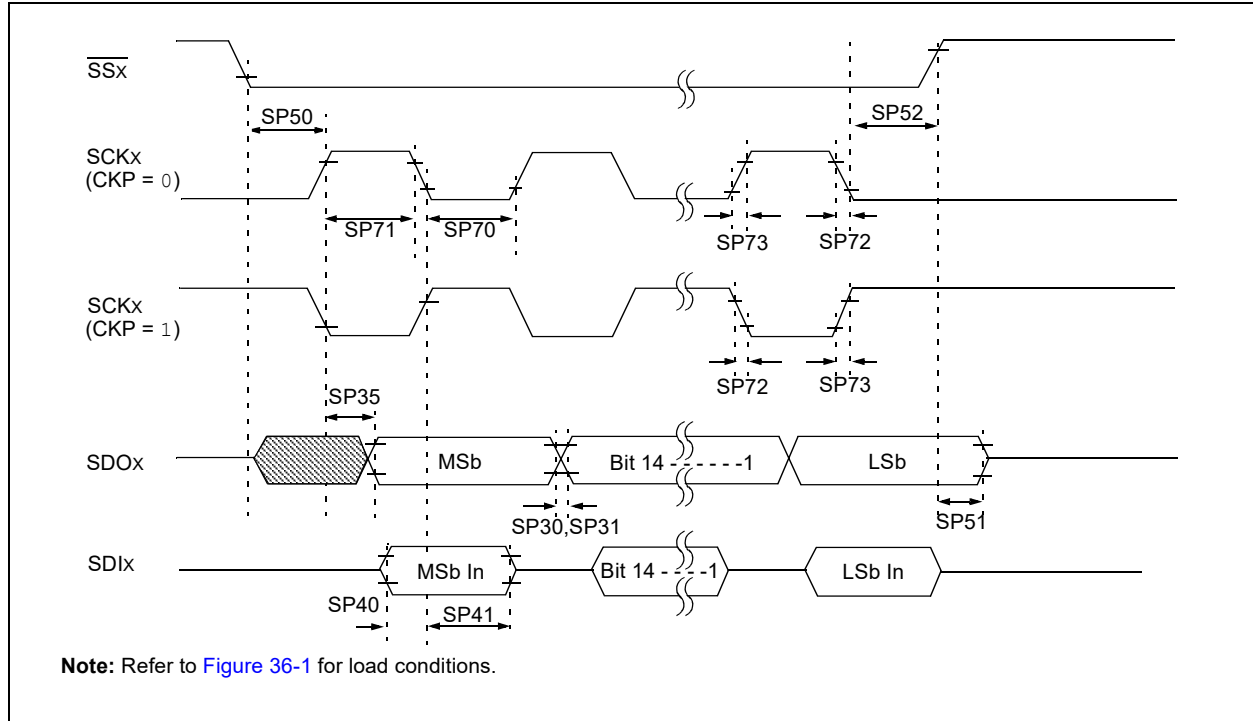 SSx
SP50
SP52
SCKx
(CKP = 0)
SP71
SP70
SP73
SP72
SCKx
(CKP = 1)
SP72
SP73
SP35
SDOx
MSb
Bit 14 - - - - - -1
LSb
SP30,SP31
SP51
SDIx
MSb In
Bit 14 - - - - -1
LSb In
SP40
SP41
Note: Refer to Figure 36-1 for load conditions.